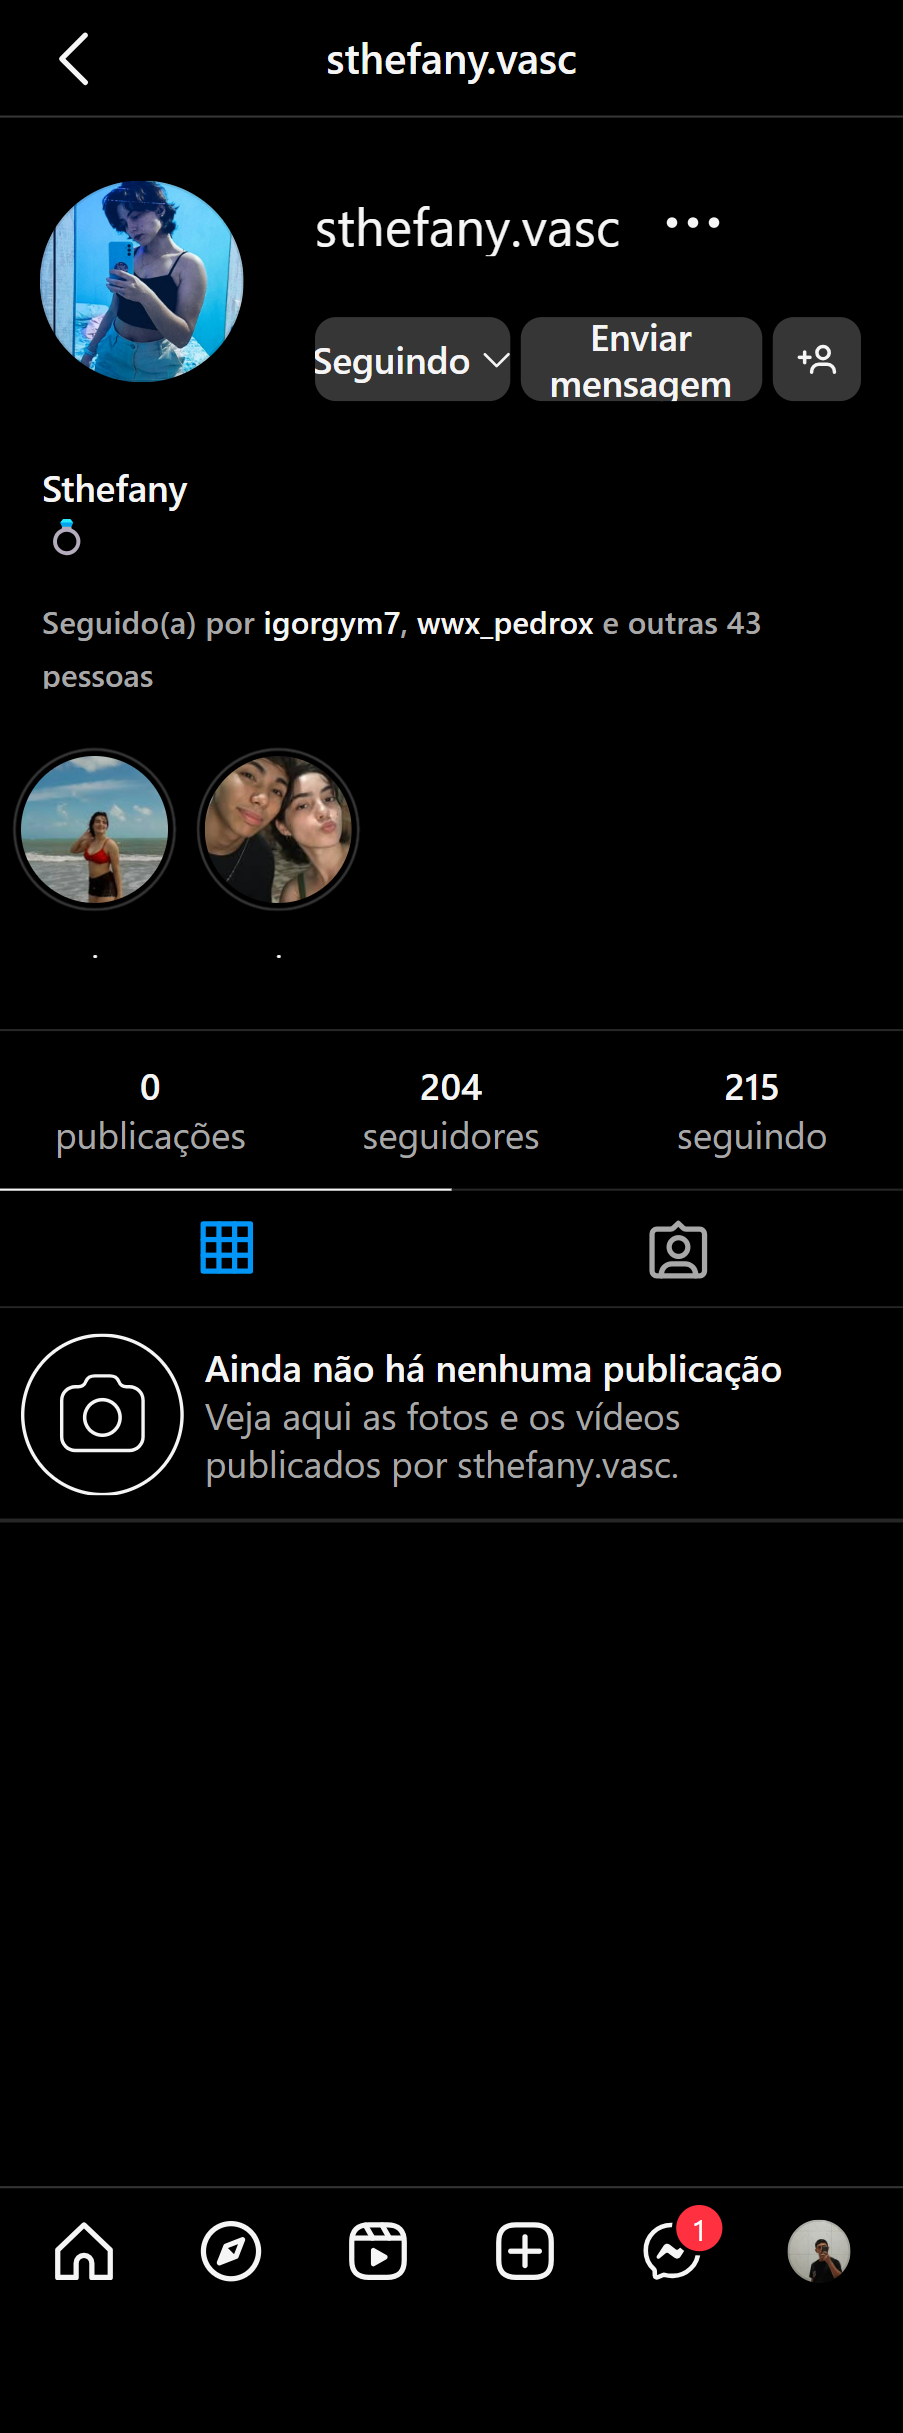 sthefany.vasc
sthefany.vasc
Seguindo
Enviar
mensagem
Sthefany
Seguido(a) por igorgym7, wwx_pedrox e outras 43
pessoas
. .
0 204 215
publicações seguidores seguindo
Ainda não há nenhuma publicação
Veja aqui as fotos e os vídeos
publicados por sthefany.vasc.
1